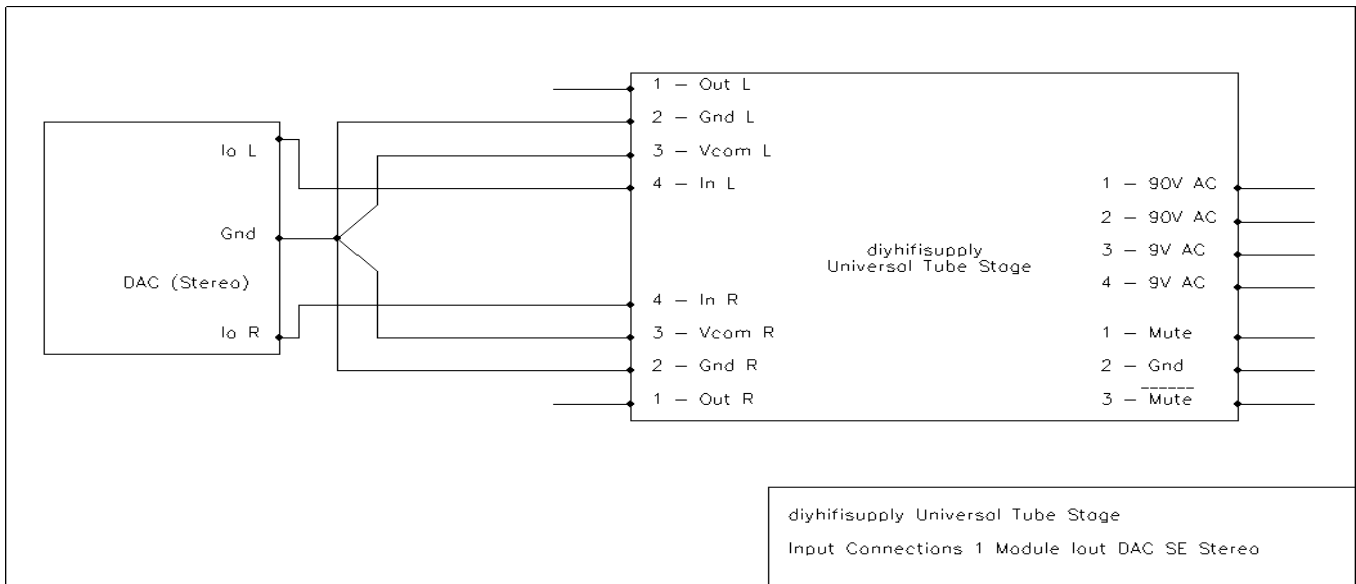 Io L
Gnd
DAC (Stereo)
Io R
1 – Out L
2 – Gnd L
3 – Vcom L
4 – In L
4 – In R
3 – Vcom R
2 – Gnd R
1 – Out R
diyhifisupply
Universal Tube Stage
1 – 90V AC
2 – 90V AC
3 – 9V AC
4 – 9V AC
1 – Mute
2 – Gnd
3 – Mute
diyhifisupply Universal Tube Stage
Input Connections 1 Module Iout DAC SE Stereo